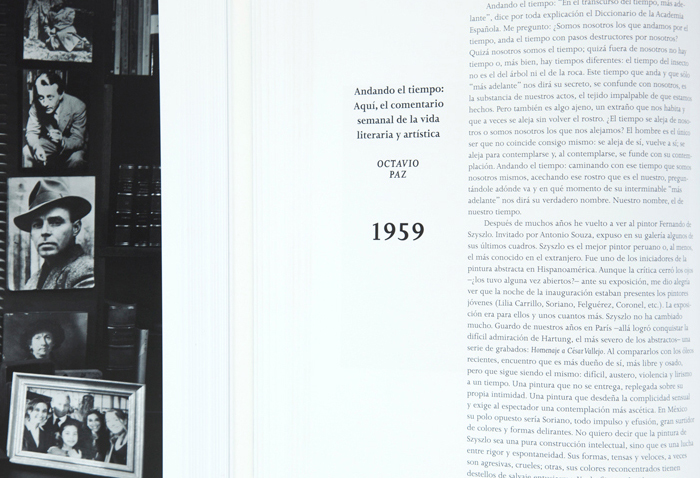 Andando el tiempo:
Aquí, el comentario
semanal de la vida
literaria y artística
OCTAVIO
PAZ
1959
Andando el tiempo: "En el transcurso del tiempo, más ade-
lante", dice por toda explicación el Diccionario de la Academia
Española. Me pregunto: ¿Somos nosotros los que andamos por el
tiempo, anda el tiempo con pasos destructores por nosotros?
Quizá nosotros somos el tiempo; quizá fuera de nosotros no hay
tiempo o, más bien, hay tiempos diferentes: el tiempo del insecto
no es el del árbol ni el de la roca. Este tiempo que anda y que sólo
"más adelante" nos dirá su secreto, se confunde con nosotros, es
la substancia de nuestros actos, el tejido impalpable de que estamos
hechos. Pero también es algo ajeno, un extraño que nos habita y
que a veces se aleja sin volver el rostro. ¿El tiempo se aleja de noso-
tros o somos nosotros los que nos alejamos? El hombre es el único
ser que no coincide consigo mismo: se aleja de sí, vuelve a sí; se
aleja para contemplarse y, al contemplarse, se funde con su contem-
plación. Andando el tiempo: caminando con ese tiempo que somos
nosotros mismos, acechando ese rostro que es el nuestro, pregun-
tándole adónde va y en qué momento de su interminable "más
adelante" nos dirá su verdadero nombre. Nuestro nombre, el de
nuestro tiempo.
Después de muchos años he vuelto a ver al pintor Fernando de
Szyszlo. Invitado por Antonio Souza, expuso en su galería algunos de
sus últimos cuadros. Szyszlo es el mejor pintor peruano o, al menos,
el más conocido en el extranjero. Fue uno de los iniciadores de la
pintura abstracta en Hispanoamérica. Aunque la crítica cerró los ojos
–¿los tuvo alguna vez abiertos?– ante su exposición, me dio alegría
ver que la noche de la inauguración estaban presentes los pintores
jóvenes (Lilia Carrillo, Soriano, Felguérez, Coronel, etc.). La exposi-
ción era para ellos y unos cuantos más. Szyszlo no ha cambiado
mucho. Guardo de nuestros años en París –allá logró conquistar la
difícil admiración de Hartung, el más severo de los abstractos– una
serie de grabados: Homenaje a César Vallejo. Al compararlos con los óleos
recientes, encuentro que es más dueño de sí, más libre y osado,
pero que sigue siendo el mismo: difícil, austero, violencia y lirismo
a un tiempo. Una pintura que no se entrega, replegada sobre su
propia intimidad. Una pintura que desdeña la complicidad sensual
y exige al espectador una contemplación más ascética. En México
su polo opuesto sería Soriano, todo impulso y efusión, gran surtidor
de colores y formas delirantes. No quiero decir que la pintura de
Szyszlo sea una pura construcción intelectual, sino que es una lucha
entre rigor y espontaneidad. Sus formas, tensas y veloces, a veces
son agresivas, crueles; otras, sus colores reconcentrados tienen
destellos de salvaje